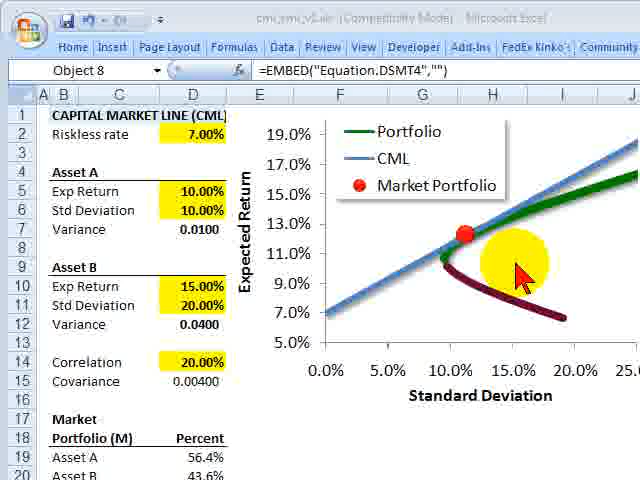 cml_sml_v2.xls [Compatibility Mode] - Microsoft Excel
Home Insert Page Layout Formulas Data Review View Developer Add-Ins FedEx Kinko's Community
Object 8 fx =EMBED("Equation.DSMT4","")
A B C D E F G H I J
1 CAPITAL MARKET LINE (CML)
2 Riskless rate 7.00%
3
4 Asset A
5 Exp Return 10.00%
6 Std Deviation 10.00%
7 Variance 0.0100
8
9 Asset B
10 Exp Return 15.00%
11 Std Deviation 20.00%
12 Variance 0.0400
13
14 Correlation 20.00%
15 Covariance 0.00400
16
17 Market
18 Portfolio (M) Percent
19 Asset A 56.4%
20 Asset B 43.6%
Expected Return
19.0%
17.0%
15.0%
13.0%
11.0%
9.0%
7.0%
5.0%
Portfolio
CML
Market Portfolio
0.0% 5.0% 10.0% 15.0% 20.0% 25.
Standard Deviation